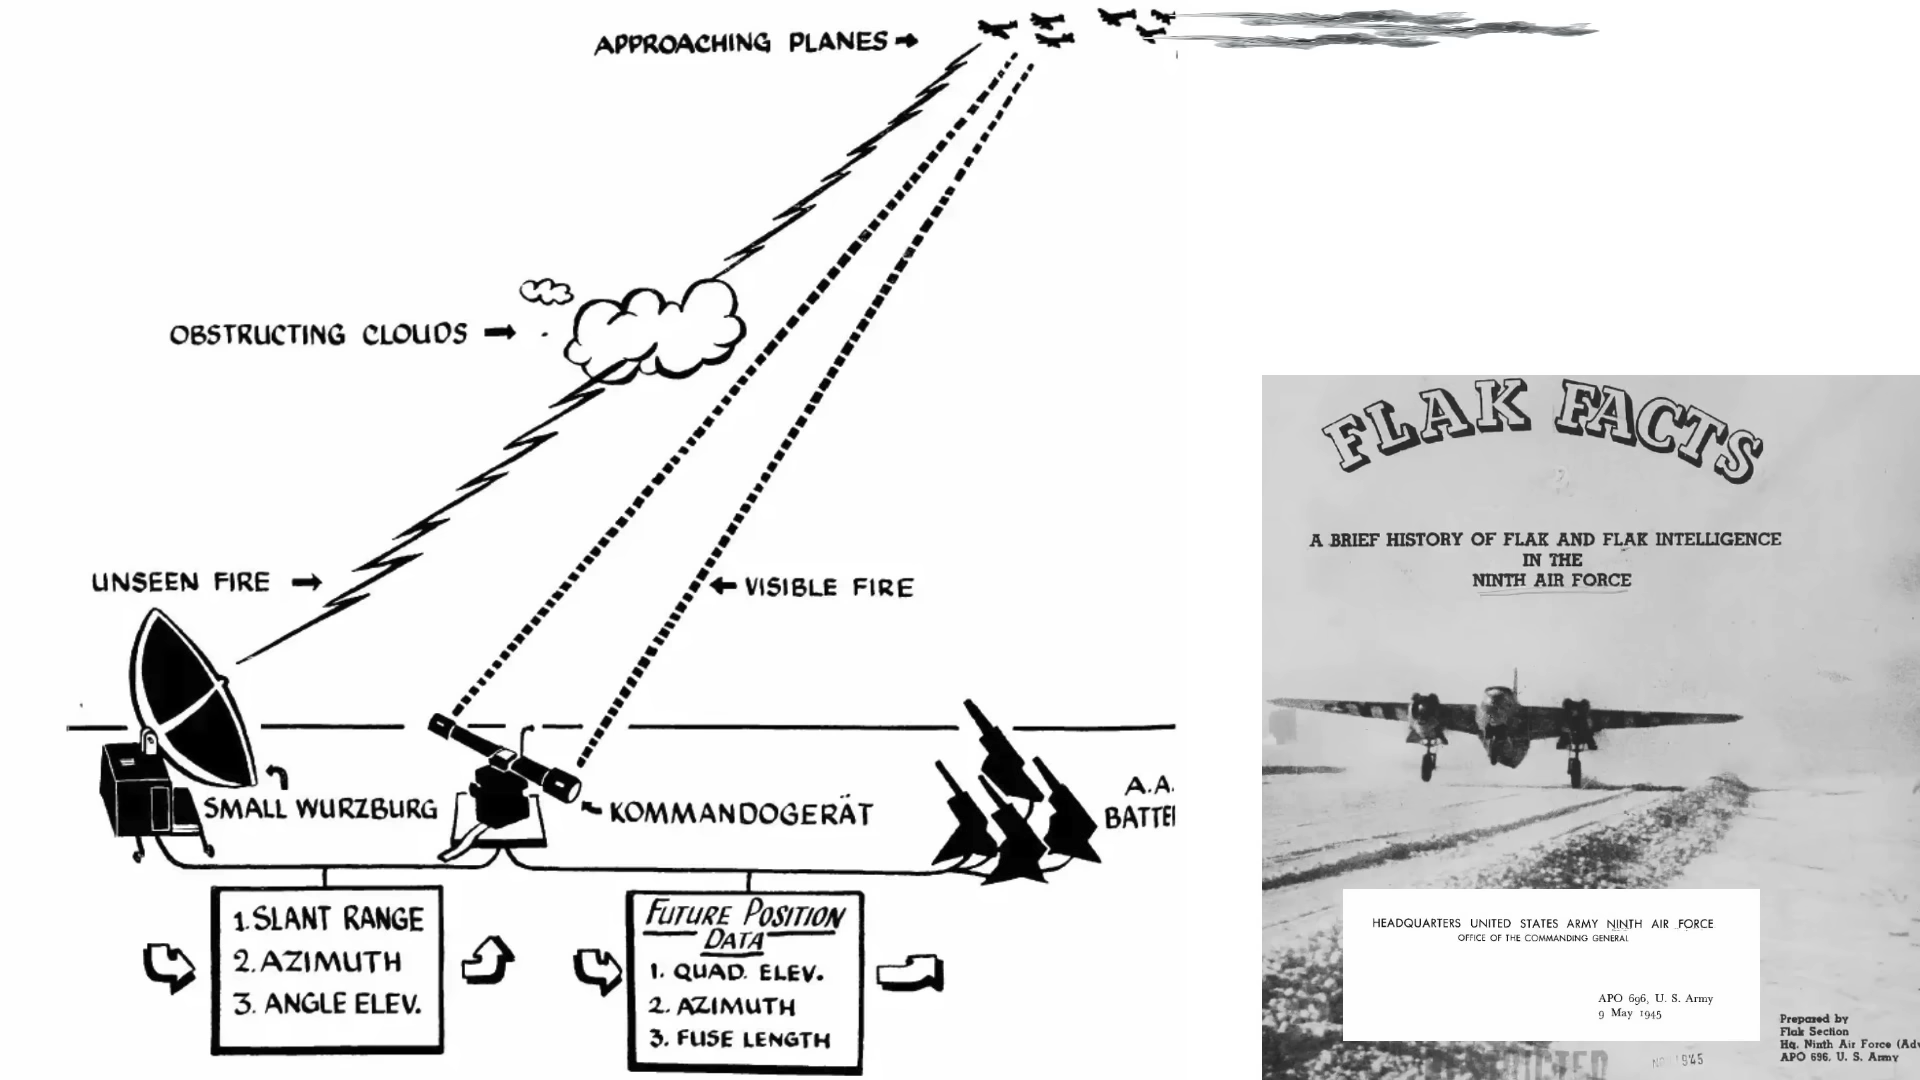 APPROACHING PLANES
OBSTRUCTING CLOUDS
UNSEEN FIRE
VISIBLE FIRE
SMALL WURZBURG
KOMMANDOGERÄT
A.A.
1. SLANT RANGE
2. AZIMUTH
3. ANGLE ELEV.
FUTURE POSITION
DATA
1. QUAD. ELEV.
2. AZIMUTH
3. FUSE LENGTH
FLAK FACTS
A BRIEF HISTORY OF FLAK AND FLAK INTELLIGENCE
IN THE
NINTH AIR FORCE
HEADQUARTERS UNITED STATES ARMY NINTH AIR FORCE
OFFICE OF THE COMMANDING GENERAL
APO 696, U. S. Army
9 May 1945
Prepared by
Flak Section
Hq. Ninth Air Force
APO 696, U. S. Army